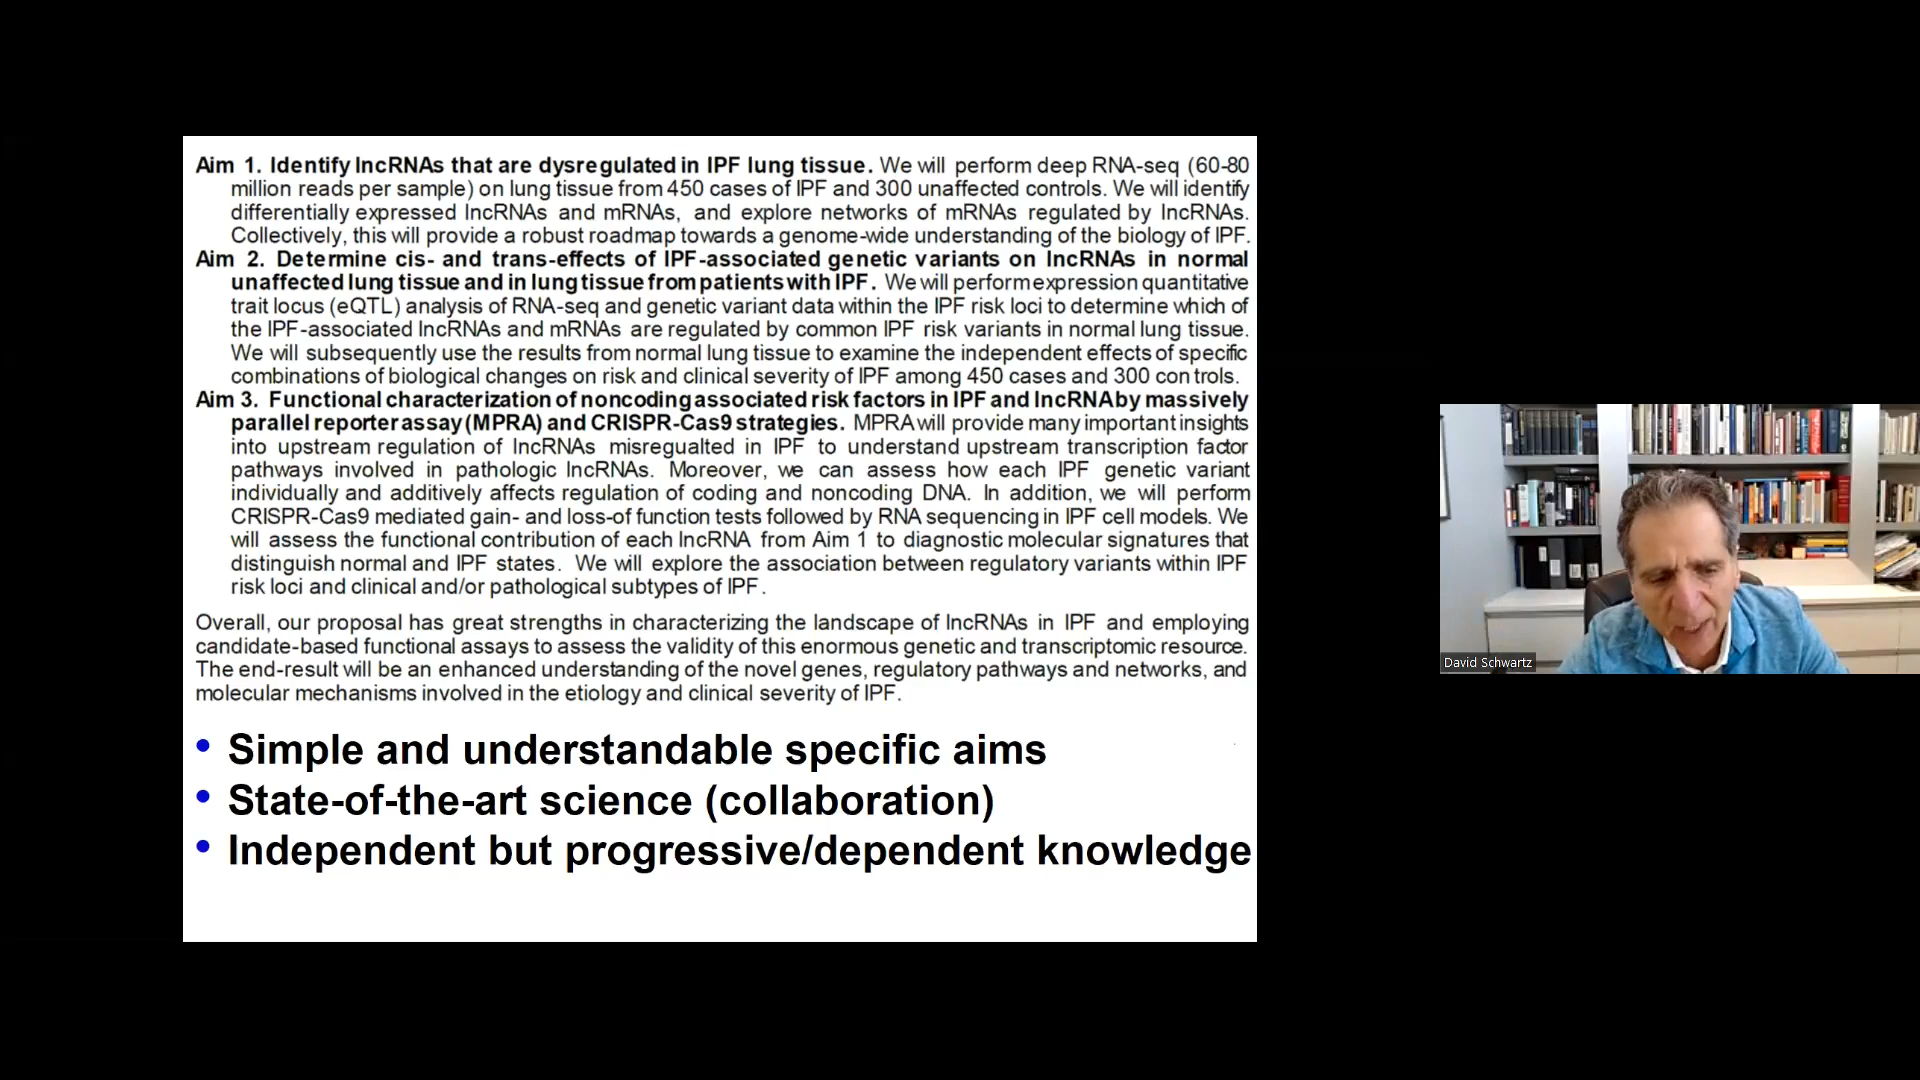 Aim 1. Identify lncRNAs that are dysregulated in IPF lung tissue. We will perform deep RNA-seq (60-80
million reads per sample) on lung tissue from 450 cases of IPF and 300 unaffected controls. We will identify
differentially expressed lncRNAs and mRNAs, and explore networks of mRNAs regulated by lncRNAs.
Collectively, this will provide a robust roadmap towards a genome-wide understanding of the biology of IPF.
Aim 2. Determine cis- and trans-effects of IPF-associated genetic variants on lncRNAs in normal
unaffected lung tissue and in lung tissue from patients with IPF. We will perform expression quantitative
trait locus (eQTL) analysis of RNA-seq and genetic variant data within the IPF risk loci to determine which of
the IPF-associated lncRNAs and mRNAs are regulated by common IPF risk variants in normal lung tissue.
We will subsequently use the results from normal lung tissue to examine the independent effects of specific
combinations of biological changes on risk and clinical severity of IPF among 450 cases and 300 controls.
Aim 3. Functional characterization of noncoding associated risk factors in IPF and lncRNA by massively
parallel reporter assay (MPRA) and CRISPR-Cas9 strategies. MPRA will provide many important insights
into upstream regulation of lncRNAs misregualted in IPF to understand upstream transcription factor
pathways involved in pathologic lncRNAs. Moreover, we can assess how each IPF genetic variant
individually and additively affects regulation of coding and noncoding DNA. In addition, we will perform
CRISPR-Cas9 mediated gain- and loss-of function tests followed by RNA sequencing in IPF cell models. We
will assess the functional contribution of each lncRNA from Aim 1 to diagnostic molecular signatures that
distinguish normal and IPF states. We will explore the association between regulatory variants within IPF
risk loci and clinical and/or pathological subtypes of IPF.
Overall, our proposal has great strengths in characterizing the landscape of lncRNAs in IPF and employing
candidate-based functional assays to assess the validity of this enormous genetic and transcriptomic resource.
The end-result will be an enhanced understanding of the novel genes, regulatory pathways and networks, and
molecular mechanisms involved in the etiology and clinical severity of IPF.
• Simple and understandable specific aims
• State-of-the-art science (collaboration)
• Independent but progressive/dependent knowledge
David Schwartz